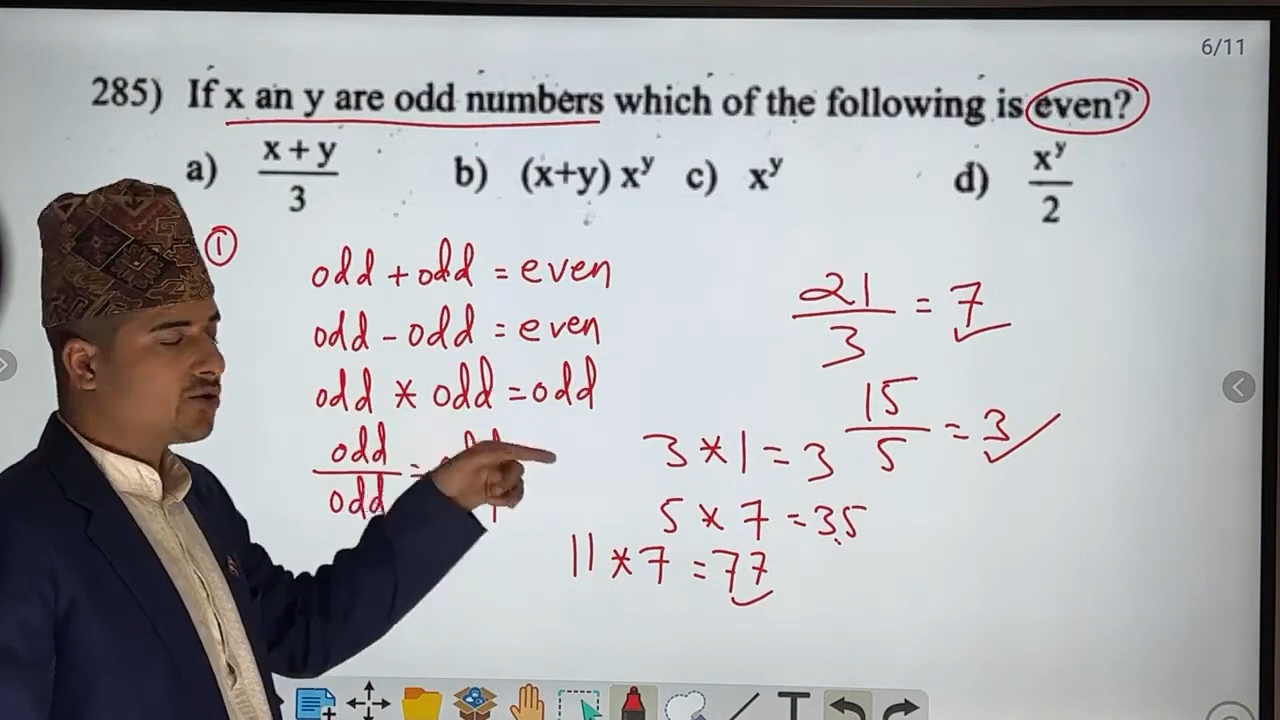 6/11
285) If x an y are odd numbers which of the following is even?
a) x + y / 3 b) (x+y) x^y c) x^y d) x^y / 2
①
odd + odd = even
odd - odd = even
odd * odd = odd
odd / odd =
21 / 3 = 7
15 / 5 = 3
3 * 1 = 3
5 * 7 = 35
11 * 7 = 77